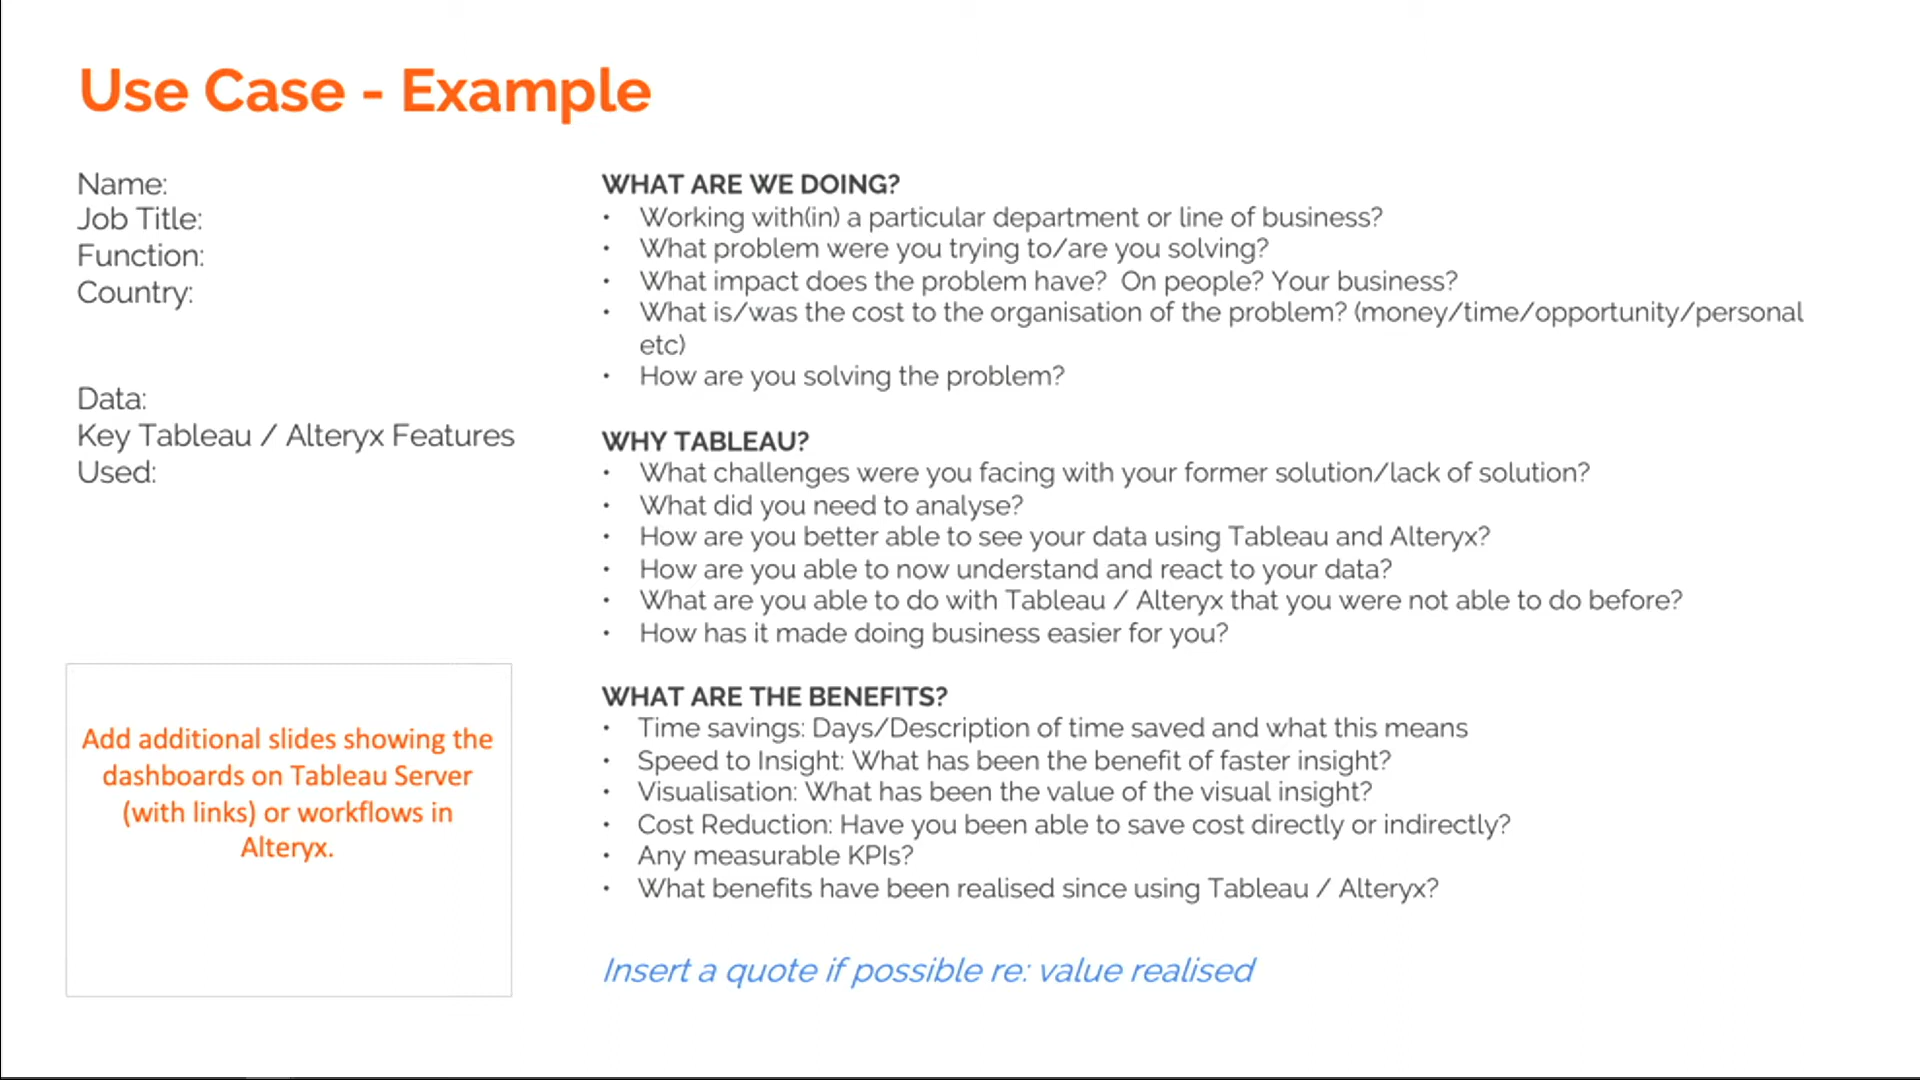 Use Case - Example
Name:
Job Title:
Function:
Country:
Data:
Key Tableau / Alteryx Features
Used:
Add additional slides showing the
dashboards on Tableau Server
(with links) or workflows in
Alteryx.
WHAT ARE WE DOING?
• Working with(in) a particular department or line of business?
• What problem were you trying to/are you solving?
• What impact does the problem have?  On people? Your business?
• What is/was the cost to the organisation of the problem? (money/time/opportunity/personal
etc)
• How are you solving the problem?
WHY TABLEAU?
• What challenges were you facing with your former solution/lack of solution?
• What did you need to analyse?
• How are you better able to see your data using Tableau and Alteryx?
• How are you able to now understand and react to your data?
• What are you able to do with Tableau / Alteryx that you were not able to do before?
• How has it made doing business easier for you?
WHAT ARE THE BENEFITS?
• Time savings: Days/Description of time saved and what this means
• Speed to Insight: What has been the benefit of faster insight?
• Visualisation: What has been the value of the visual insight?
• Cost Reduction: Have you been able to save cost directly or indirectly?
• Any measurable KPIs?
• What benefits have been realised since using Tableau / Alteryx?
Insert a quote if possible re: value realised